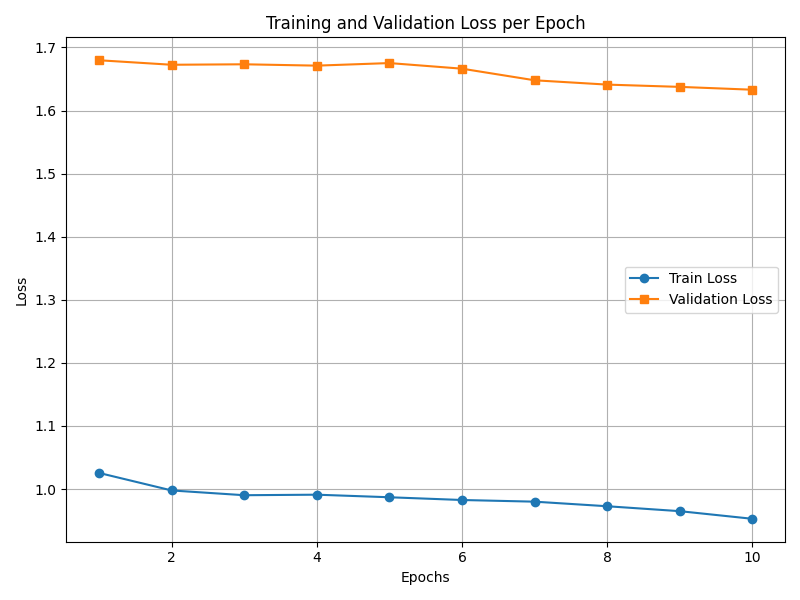 Training and Validation Loss per Epoch
Loss
1.7
1.6
1.5
1.4
1.3
1.2
1.1
1.0
Train Loss
Validation Loss
2
4
6
8
10
Epochs